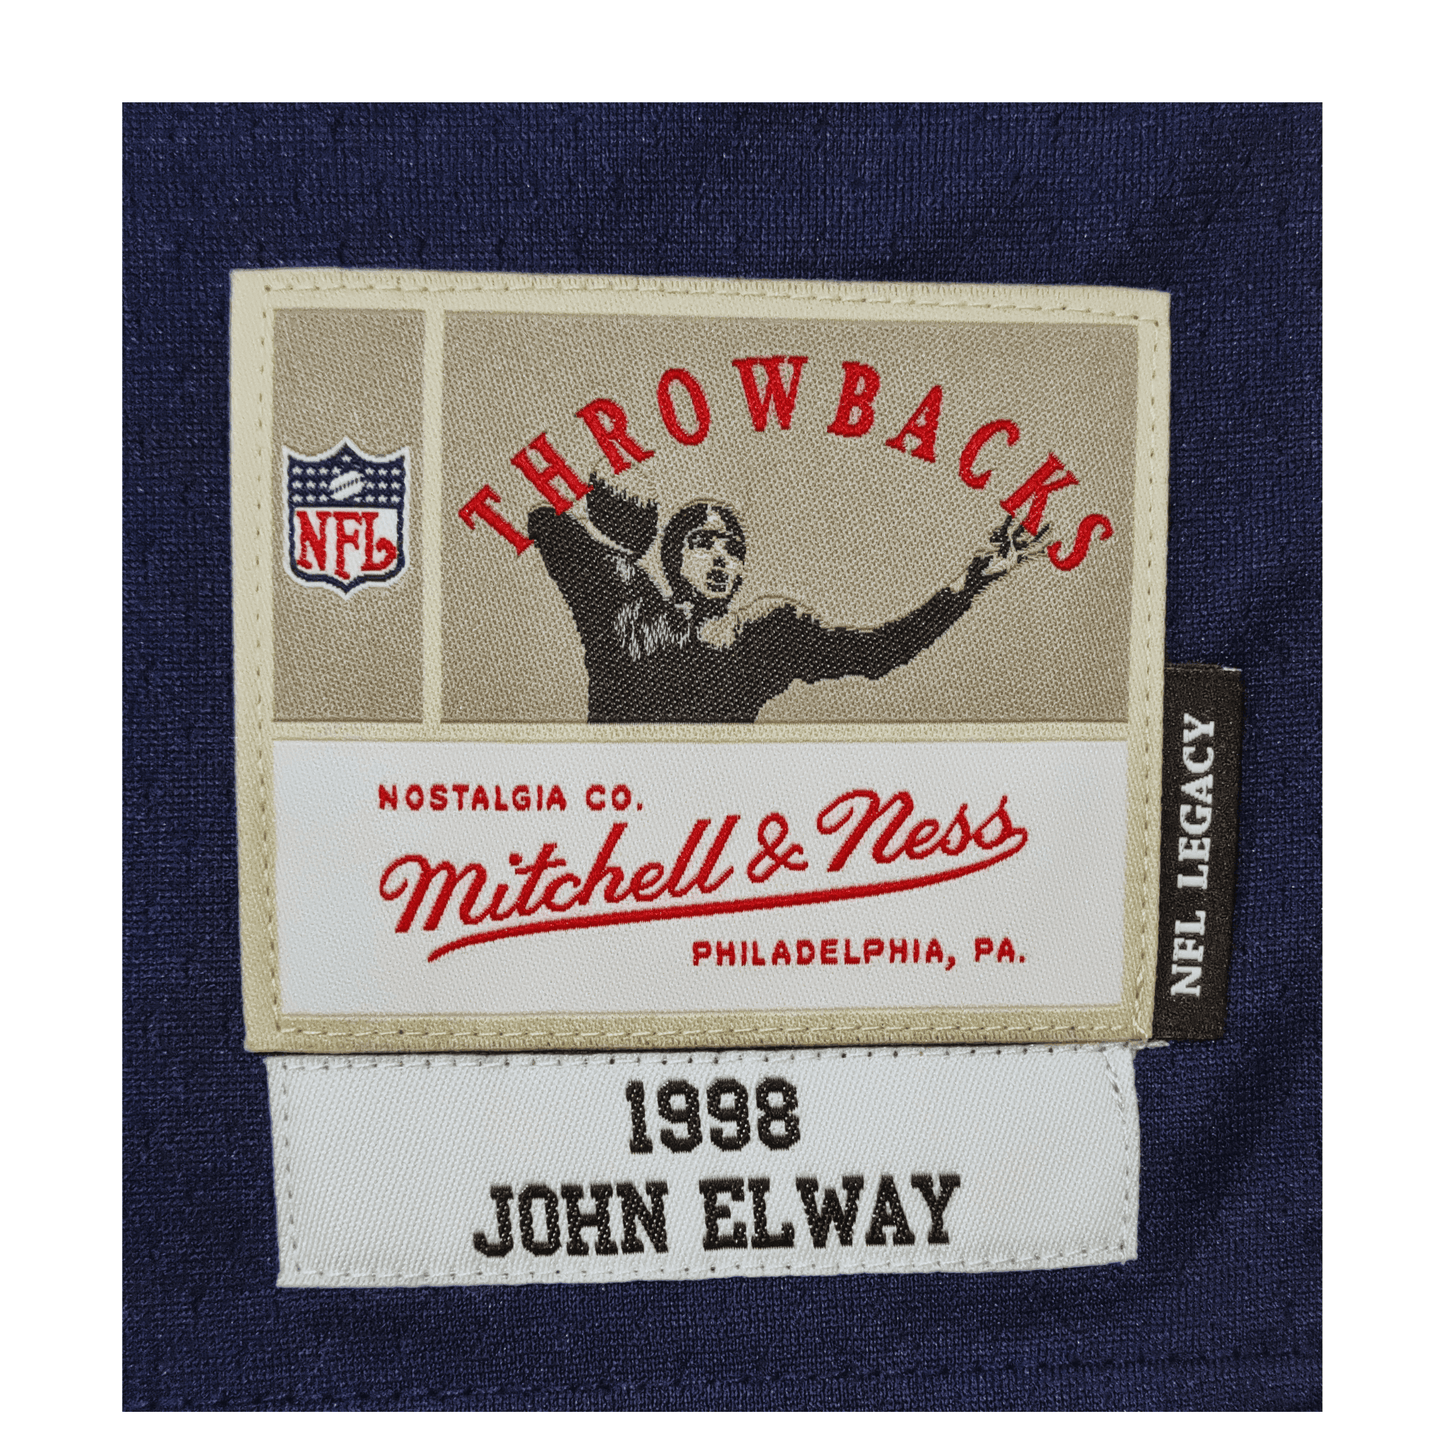 THROWBACKS
NFL
NOSTALGIA CO.
Mitchell & Ness
PHILADELPHIA, PA.
NFL LEGACY
1998
JOHN ELWAY